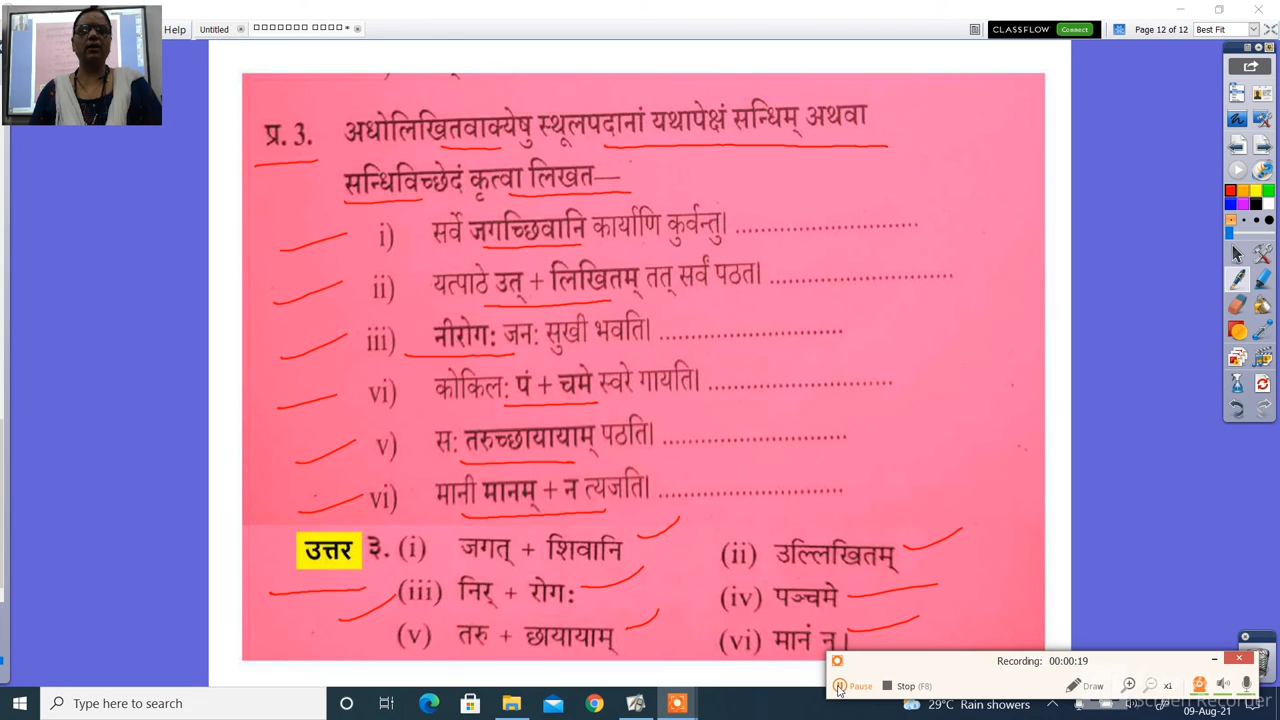 Help
Untitled
CLASSFLOW
Connect
Page 12 of 12
Best Fit
प्र. 3. अधोलिखितवाक्येषु स्थूलपदानां यथापेक्षं सन्धिम् अथवा
सन्धिविच्छेदं कृत्वा लिखत—
i) सर्वे जगच्छिवानि कार्याणि कुर्वन्तु। ..............................
ii) यत्पाठे उत् + लिखितम् तत् सर्वं पठत। ..............................
iii) नीरोगः जनः सुखी भवति। ..............................
vi) कोकिलः पं + चमे स्वरे गायति। ..............................
v) सः तरुच्छायायाम् पठति। ..............................
vi) मानी मानम् + न त्यजति। ..............................
उत्तर ३. (i) जगत् + शिवानि (ii) उल्लिखितम्
(iii) निर् + रोगः (iv) पञ्चमे
(v) तरु + छायायाम् (vi) मानं न।
Recording: 00:00:19
Pause
Stop (F8)
Draw
x1
Type here to search
29°C Rain showers
09-Aug-21